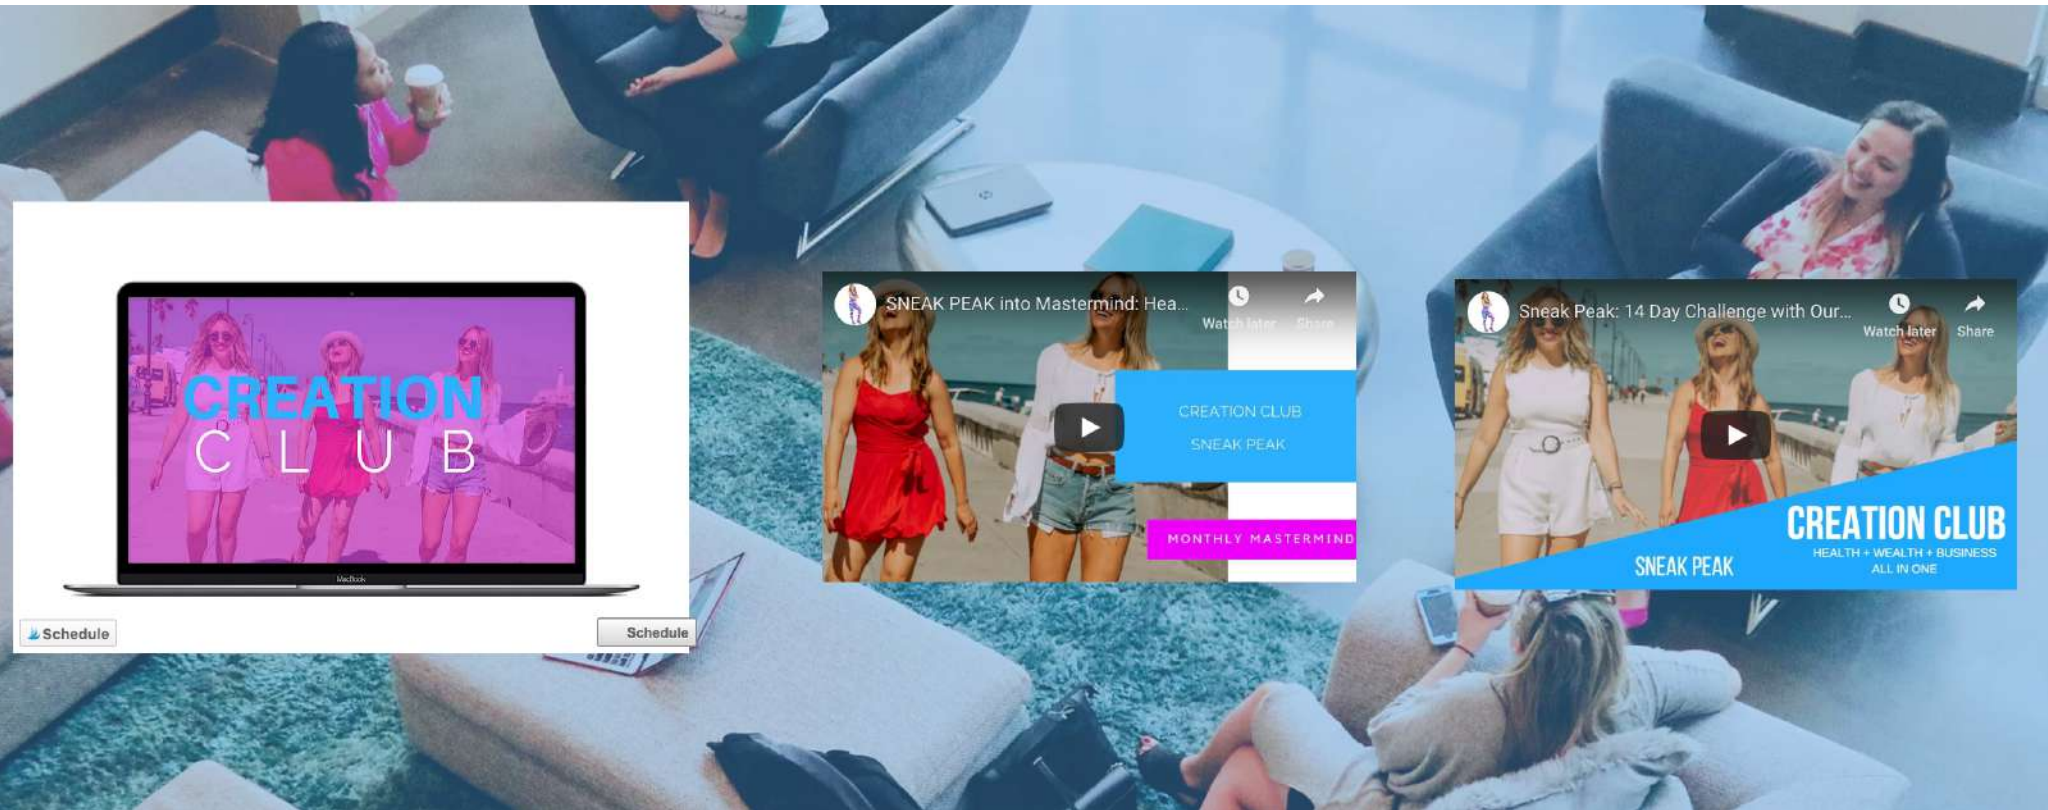 CREATION
CLUB
MacBook
Schedule
Schedule
SNEAK PEAK into Mastermind: Hea...
Watch later
Share
CREATION CLUB
SNEAK PEAK
MONTHLY MASTERMIND
Sneak Peak: 14 Day Challenge with Our...
Watch later
Share
CREATION CLUB
HEALTH + WEALTH + BUSINESS
ALL IN ONE
SNEAK PEAK